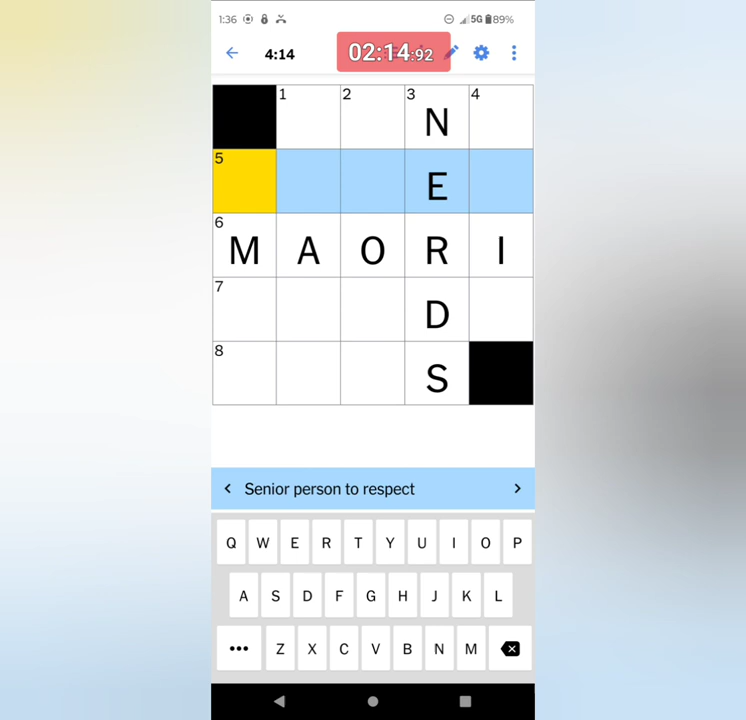 1:36 5G 89%
4:14 02:14:92
1 2 3 N 4
5 E
6 M A O R I
7 D
8 S
< Senior person to respect >
Q W E R T Y U I O P
A S D F G H J K L
••• Z X C V B N M